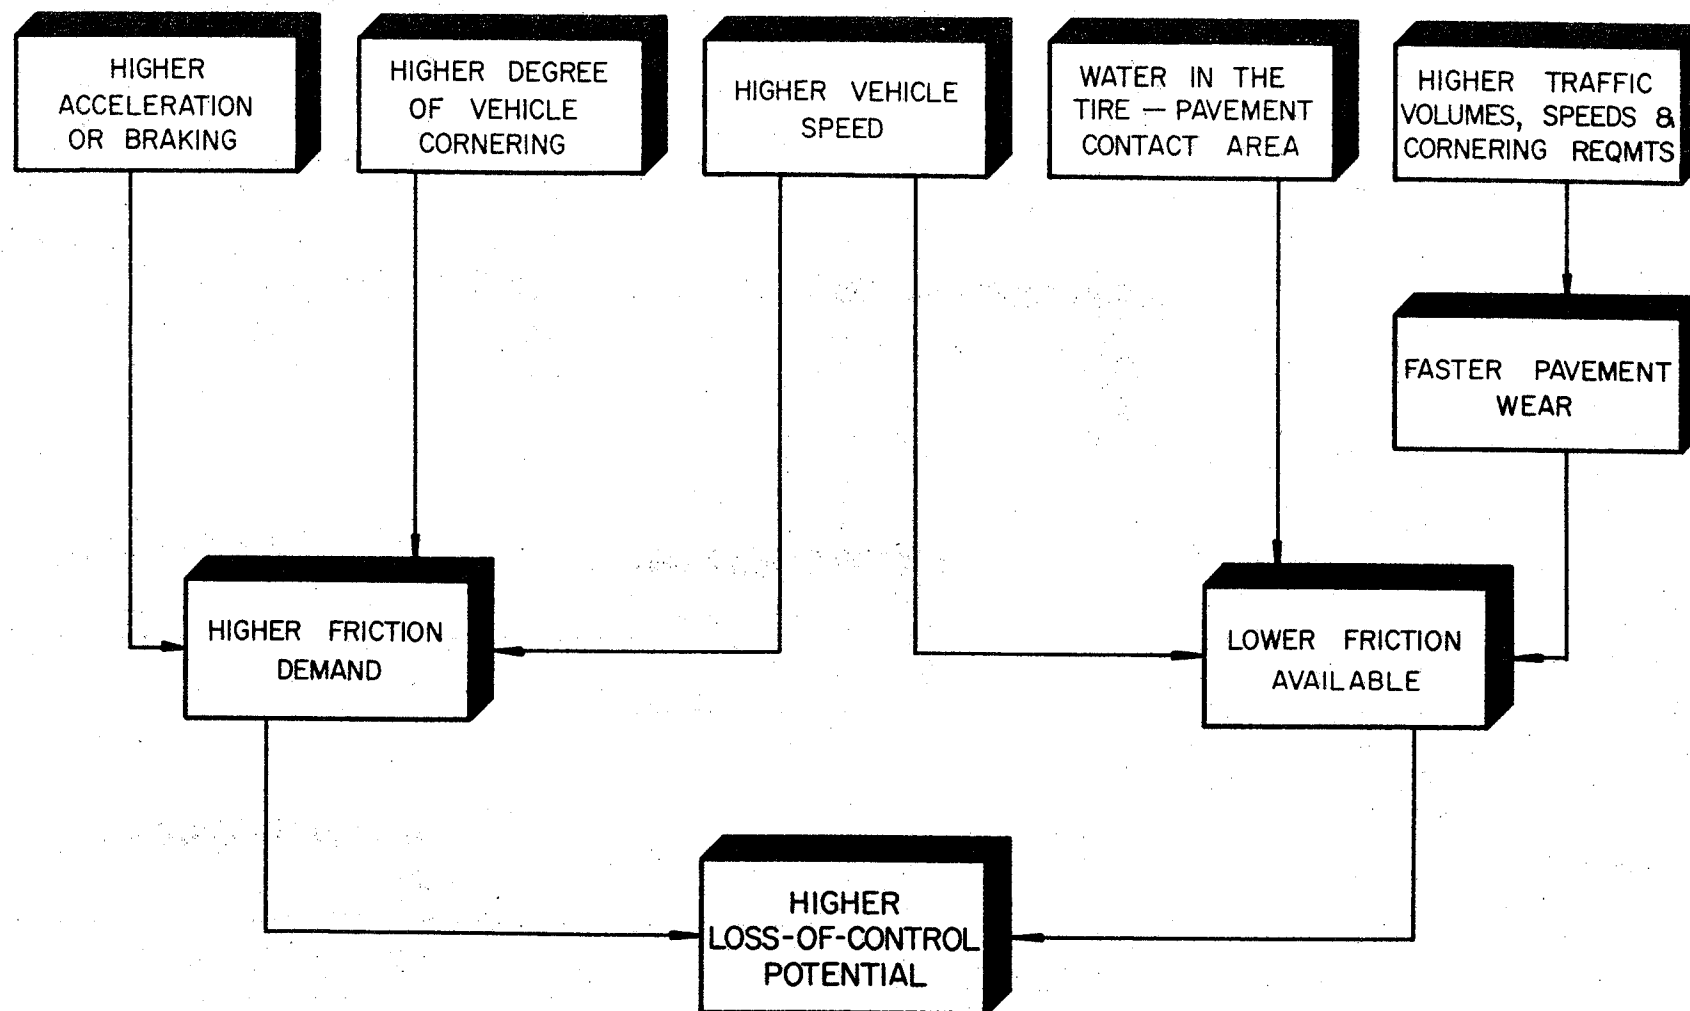 HIGHER
ACCELERATION
OR BRAKING
HIGHER DEGREE
OF VEHICLE
CORNERING
HIGHER VEHICLE
SPEED
WATER IN THE
TIRE — PAVEMENT
CONTACT AREA
HIGHER TRAFFIC
VOLUMES, SPEEDS &
CORNERING REQMTS
FASTER PAVEMENT
WEAR
HIGHER FRICTION
DEMAND
LOWER FRICTION
AVAILABLE
HIGHER
LOSS-OF-CONTROL
POTENTIAL